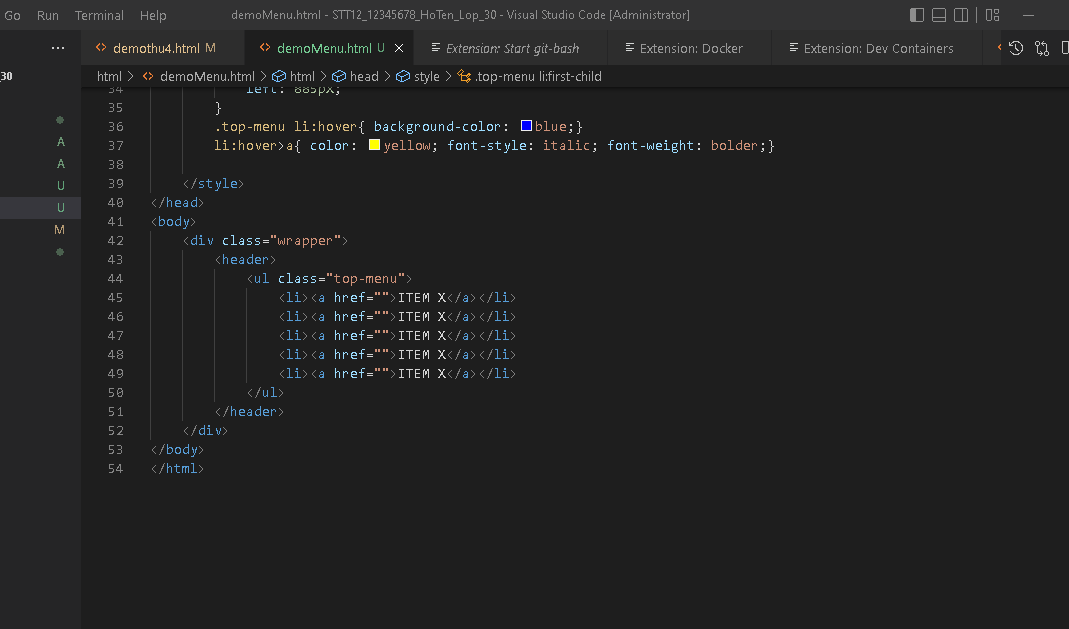 Go Run Terminal Help demoMenu.html - STT12_12345678_HoTen_Lop_30 - Visual Studio Code [Administrator]
··· <> demothu4.html M <> demoMenu.html U × Extension: Start git-bash Extension: Docker Extension: Dev Containers
30 html > <> demoMenu.html > html > head > style > .top-menu li:first-child
34 left: 885px;
35 }
36 .top-menu li:hover{ background-color: blue;}
37 li:hover>a{ color: yellow; font-style: italic; font-weight: bolder;}
38
39 </style>
40 </head>
41 <body>
42 <div class="wrapper">
43 <header>
44 <ul class="top-menu">
45 <li><a href="">ITEM X</a></li>
46 <li><a href="">ITEM X</a></li>
47 <li><a href="">ITEM X</a></li>
48 <li><a href="">ITEM X</a></li>
49 <li><a href="">ITEM X</a></li>
50 </ul>
51 </header>
52 </div>
53 </body>
54 </html>
A
A
U
U
M